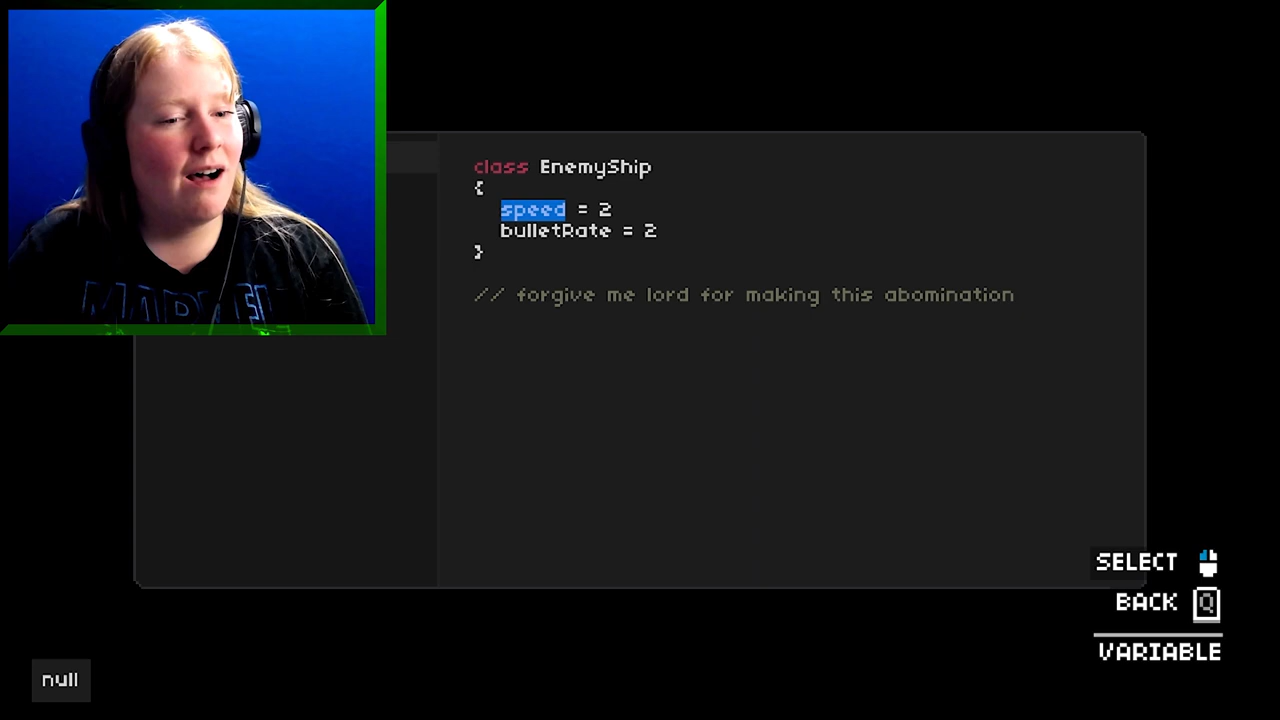 class EnemyShip
{
speed = 2
bulletRate = 2
}
// forgive me lord for making this abomination
SELECT
BACK Q
VARIABLE
null